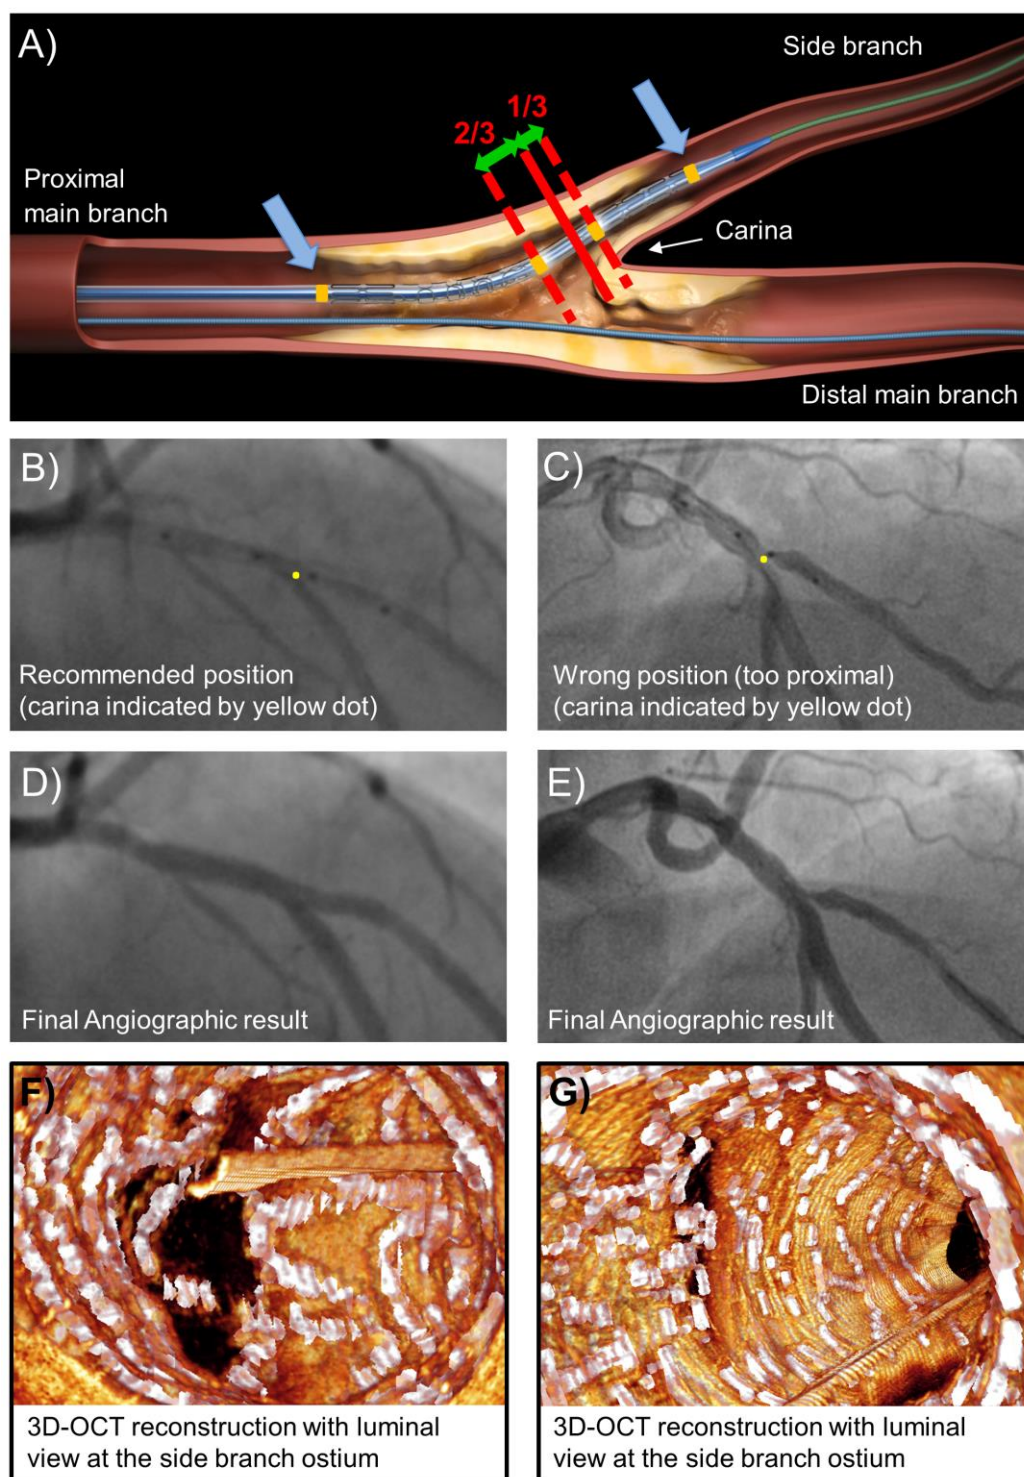 A)
Side branch
1/3
2/3
Proximal
main branch
Carina
Distal main branch
B)
Recommended position
(carina indicated by yellow dot)
C)
Wrong position (too proximal)
(carina indicated by yellow dot)
D)
Final Angiographic result
E)
Final Angiographic result
F)
3D-OCT reconstruction with luminal
view at the side branch ostium
G)
3D-OCT reconstruction with luminal
view at the side branch ostium